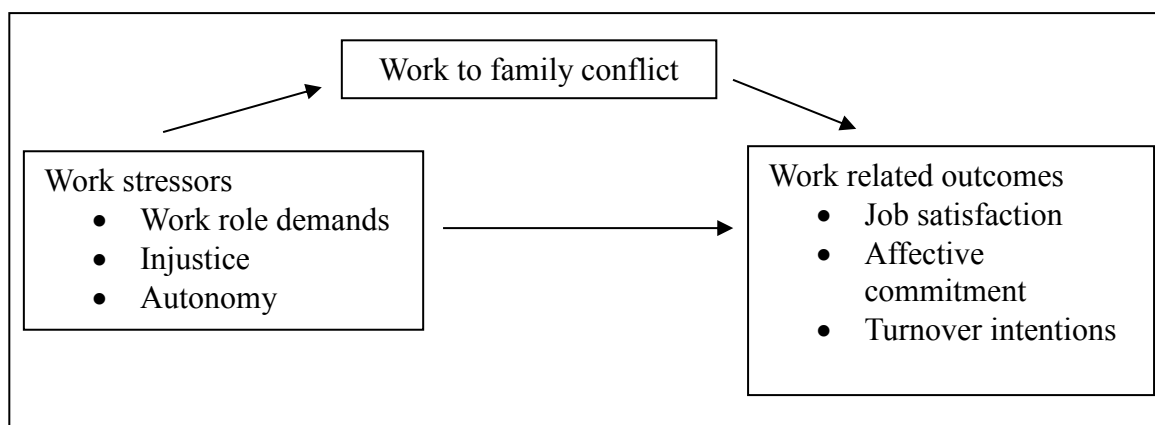 Work to family conflict
Work stressors
• Work role demands
• Injustice
• Autonomy
Work related outcomes
• Job satisfaction
• Affective
commitment
• Turnover intentions